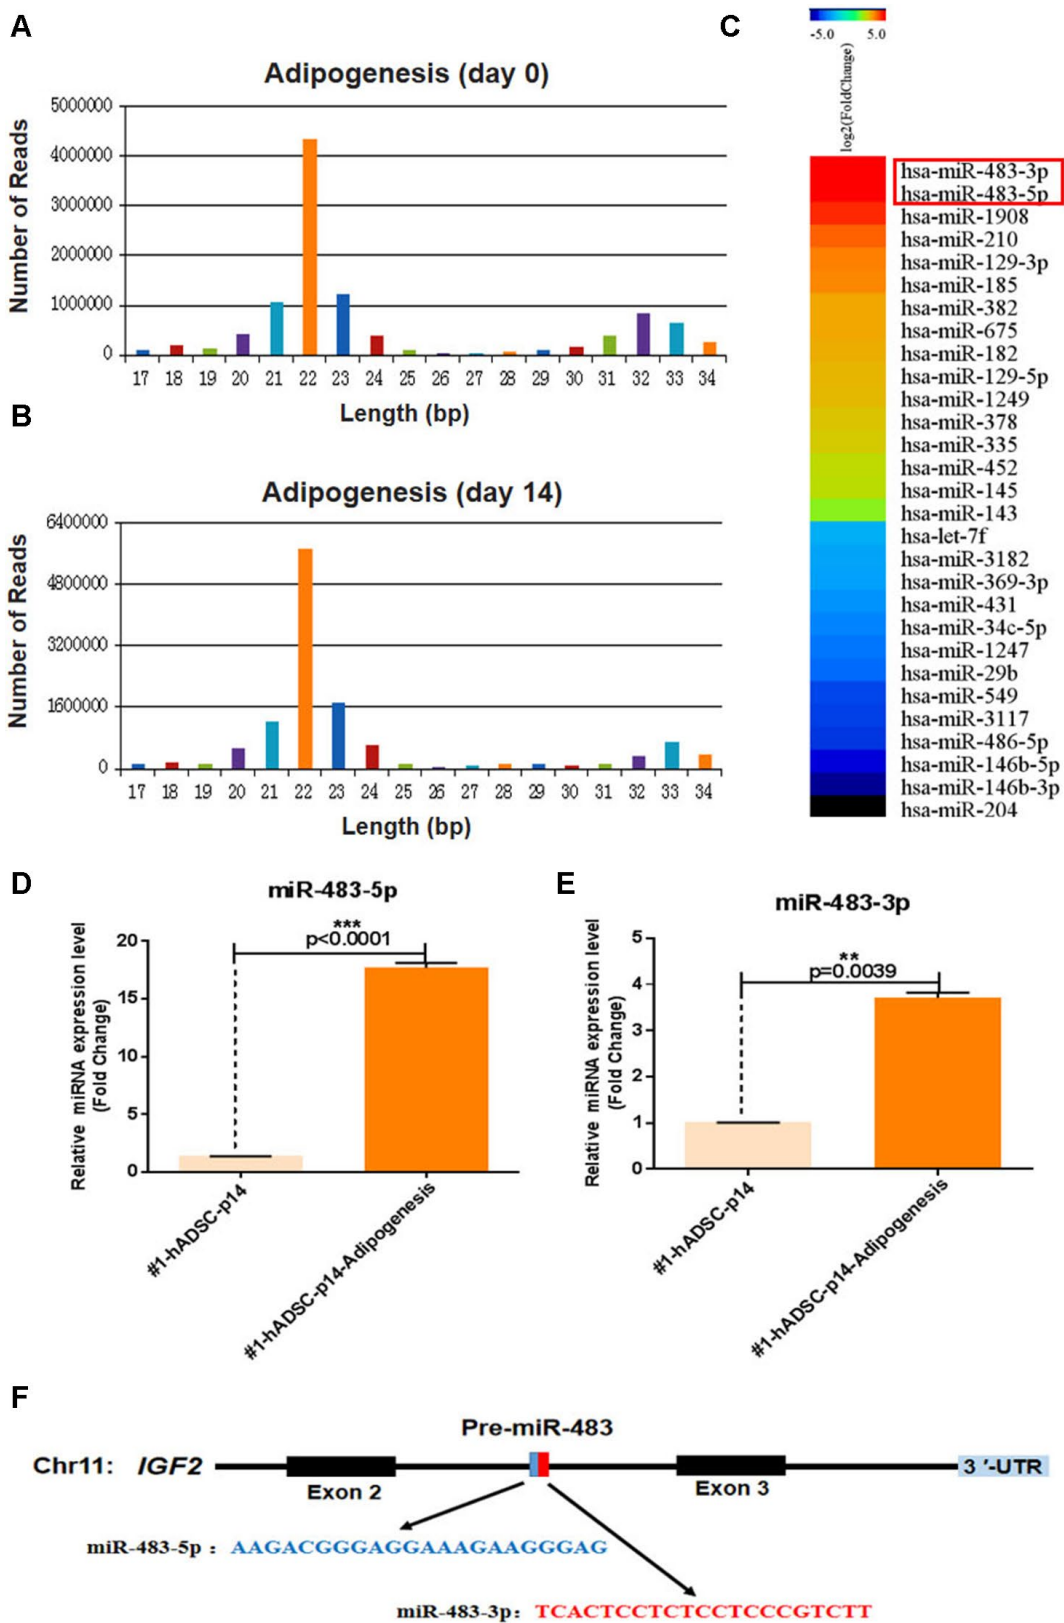 A
Adipogenesis (day 0)
Number of Reads
5000000
4000000
3000000
2000000
1000000
0
17 18 19 20 21 22 23 24 25 26 27 28 29 30 31 32 33 34
Length (bp)
B
Adipogenesis (day 14)
Number of Reads
6400000
4800000
3200000
1600000
0
17 18 19 20 21 22 23 24 25 26 27 28 29 30 31 32 33 34
Length (bp)
C
-5.0 5.0
log2(FoldChange)
hsa-miR-483-3p
hsa-miR-483-5p
hsa-miR-1908
hsa-miR-210
hsa-miR-129-3p
hsa-miR-185
hsa-miR-382
hsa-miR-675
hsa-miR-182
hsa-miR-129-5p
hsa-miR-1249
hsa-miR-378
hsa-miR-335
hsa-miR-452
hsa-miR-145
hsa-miR-143
hsa-let-7f
hsa-miR-3182
hsa-miR-369-3p
hsa-miR-431
hsa-miR-34c-5p
hsa-miR-1247
hsa-miR-29b
hsa-miR-549
hsa-miR-3117
hsa-miR-486-5p
hsa-miR-146b-5p
hsa-miR-146b-3p
hsa-miR-204
D
miR-483-5p
***
p<0.0001
Relative miRNA expression level
(Fold Change)
20
15
10
5
0
#1-hADSC-p14
#1-hADSC-p14-Adipogenesis
E
miR-483-3p
**
p=0.0039
Relative miRNA expression level
(Fold Change)
5
4
3
2
1
0
#1-hADSC-p14
#1-hADSC-p14-Adipogenesis
F
Pre-miR-483
Chr11: IGF2
Exon 2
Exon 3
3 ′-UTR
miR-483-5p : AAGACGGGAGGAAAGAAGGGAG
miR-483-3p: TCACTCCTCTCCTCCCGTCTT